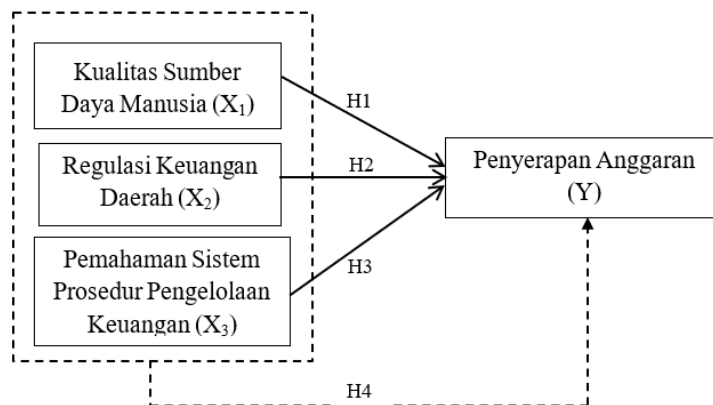 Kualitas Sumber
Daya Manusia (X₁)
H1
Regulasi Keuangan
Daerah (X₂)
H2
Penyerapan Anggaran
(Y)
Pemahaman Sistem
Prosedur Pengelolaan
Keuangan (X₃)
H3
H4